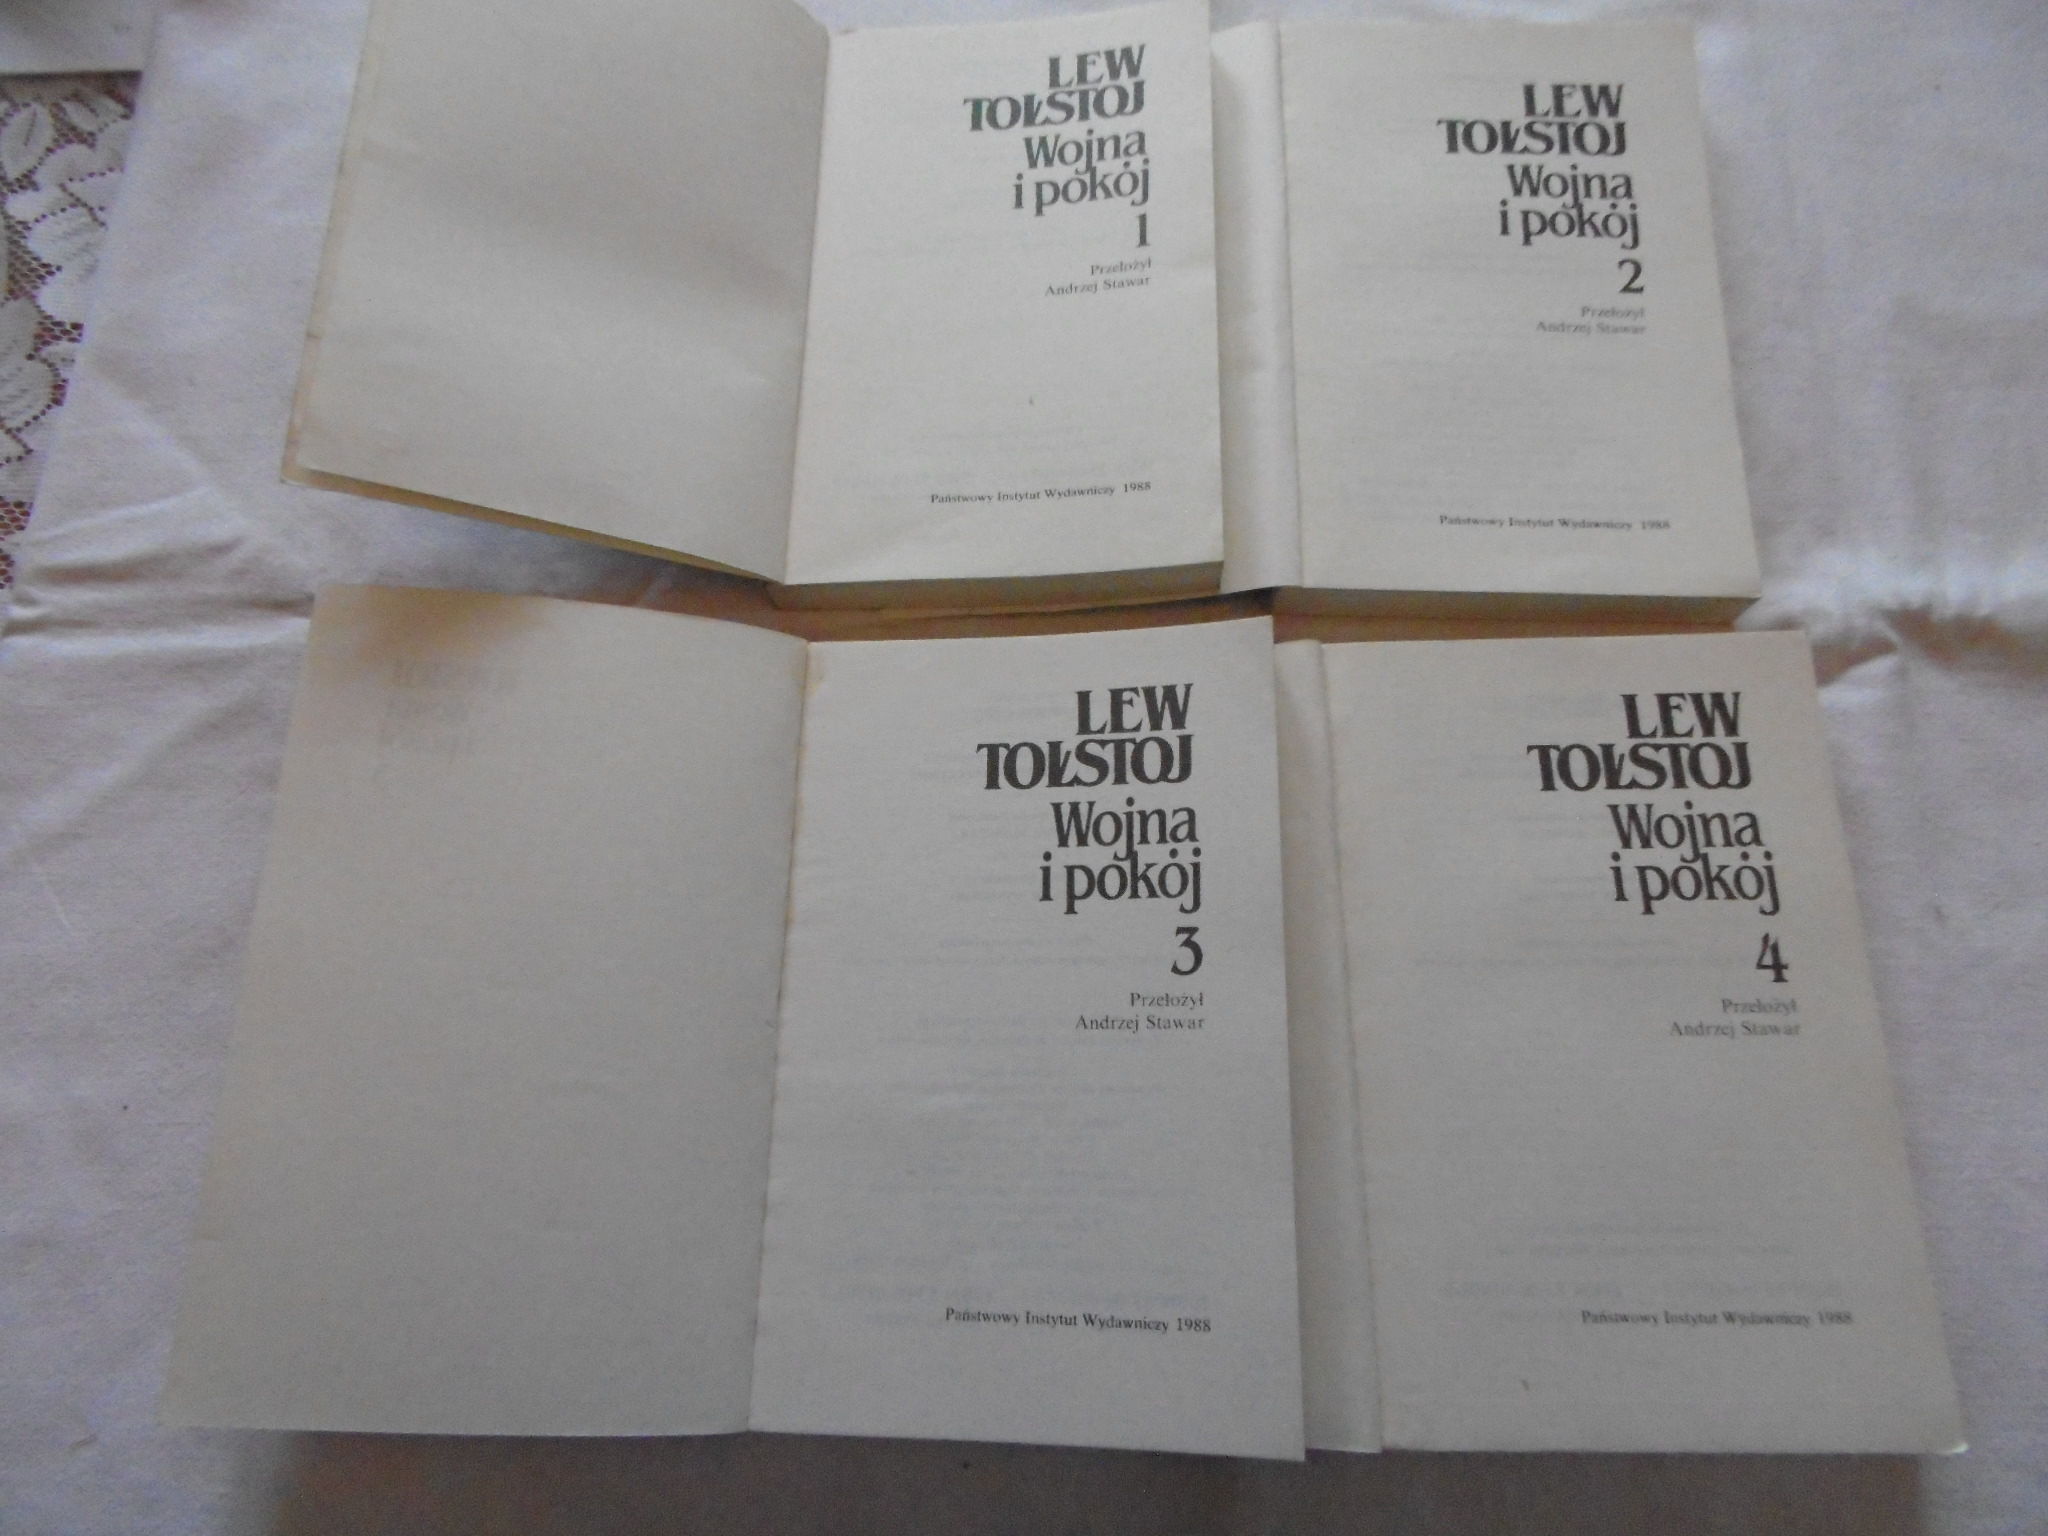 LEW
TOŁSTOJ
Wojna
i pokój
1
Przełożył
Andrzej Stawar
Państwowy Instytut Wydawniczy 1988
LEW
TOŁSTOJ
Wojna
i pokój
2
Przełożył
Andrzej Stawar
Państwowy Instytut Wydawniczy 1988
LEW
TOŁSTOJ
Wojna
i pokój
3
Przełożył
Andrzej Stawar
Państwowy Instytut Wydawniczy 1988
LEW
TOŁSTOJ
Wojna
i pokój
4
Przełożył
Andrzej Stawar
Państwowy Instytut Wydawniczy 1988